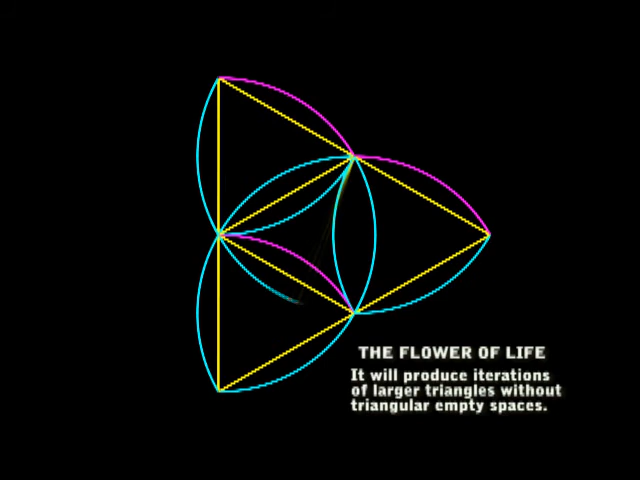 THE FLOWER OF LIFE
It will produce iterations
of larger triangles without
triangular empty spaces.